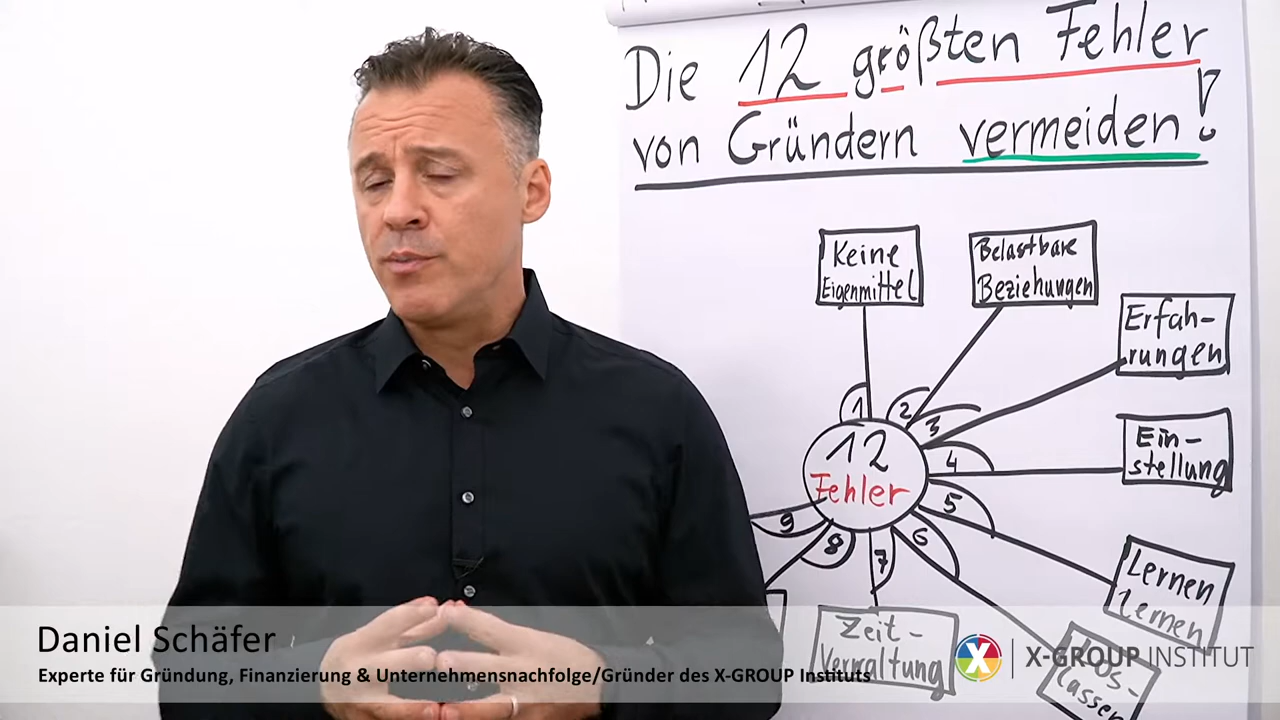 Die 12 größten Fehler
von Gründern vermeiden!
Keine
Eigenmittel
Belastbare
Beziehungen
Erfah-
rungen
Ein-
stellung
Lernen
Lernen
Los-
lassen
Zeit-
Verwaltung
12
Fehler
1
2
3
4
5
6
7
8
9
Daniel Schäfer
Experte für Gründung, Finanzierung & Unternehmensnachfolge/Gründer des X-GROUP Instituts
X
X-GROUP INSTITUT